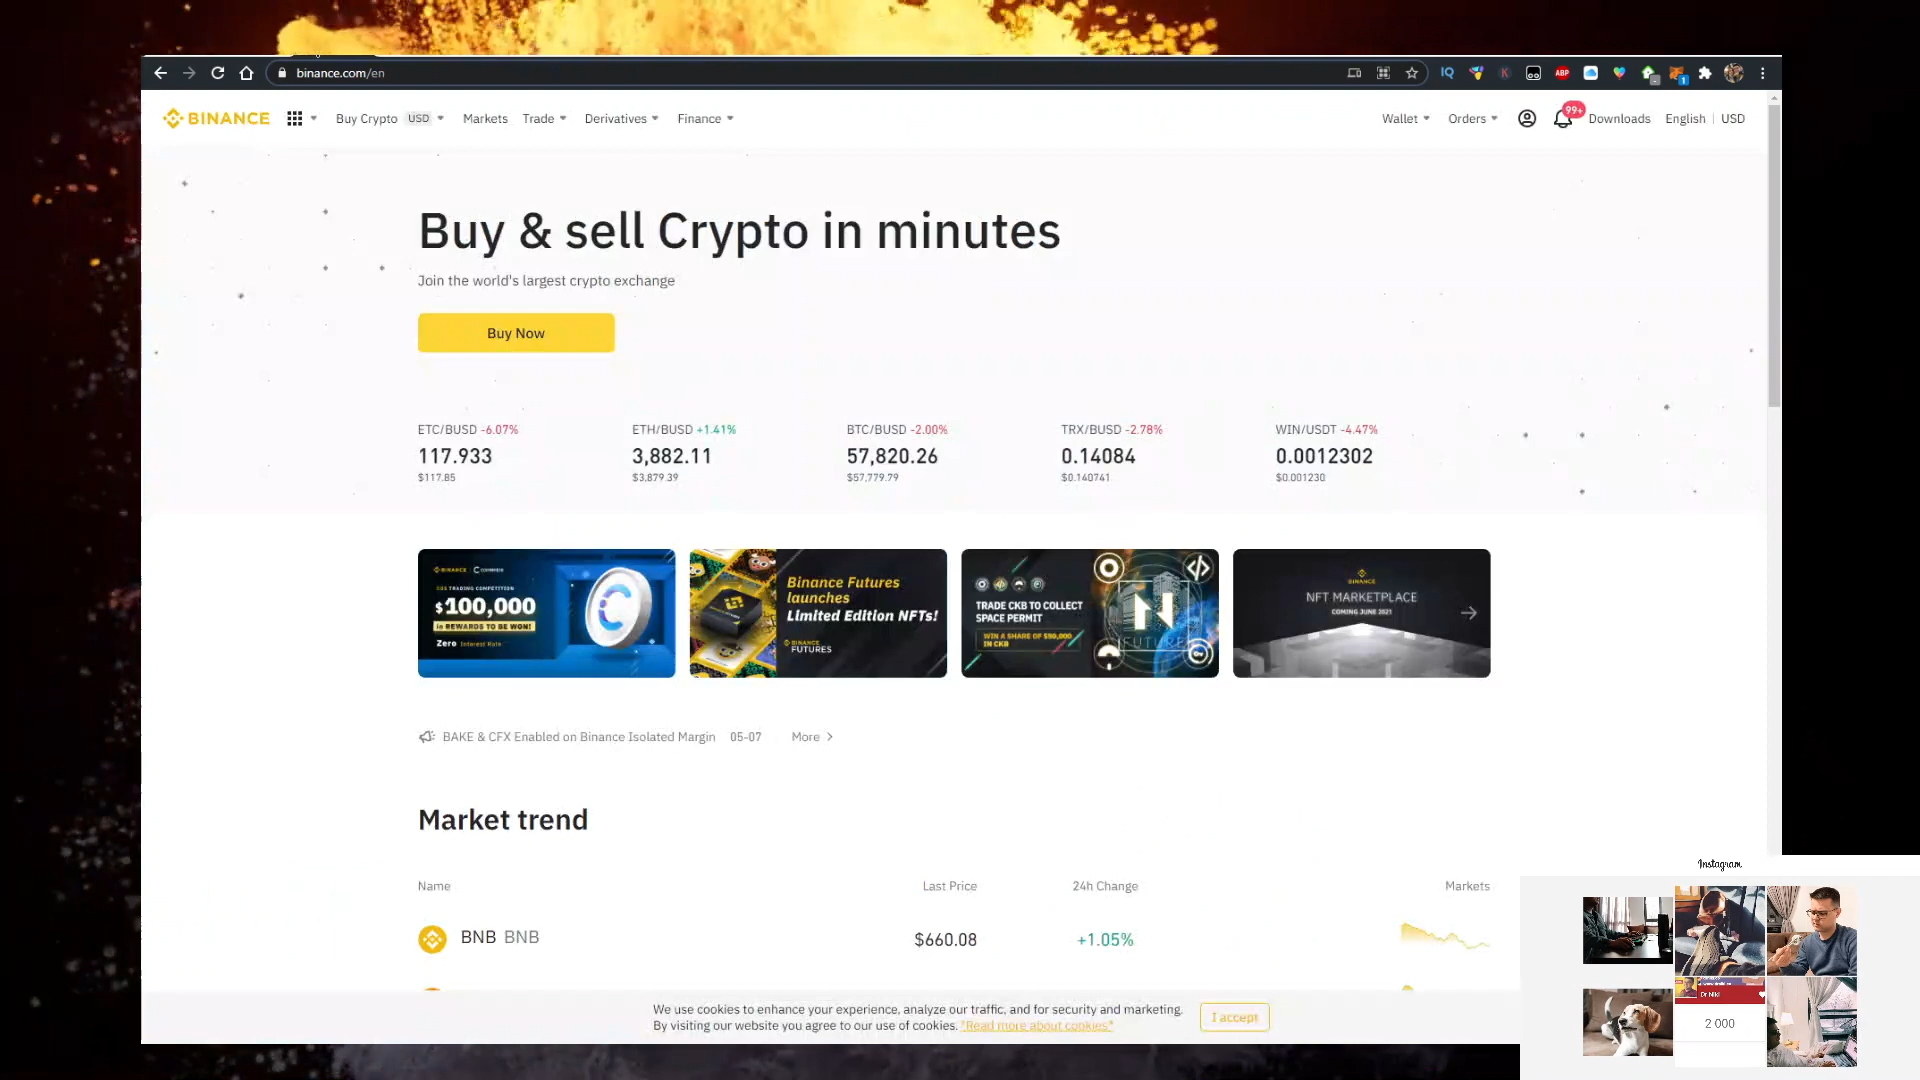 binance.com/en
IQ
K
ABP
1
BINANCE
Buy Crypto USD
Markets
Trade
Derivatives
Finance
Wallet
Orders
99+
Downloads
English
USD
Buy & sell Crypto in minutes
Join the world's largest crypto exchange
Buy Now
ETC/BUSD -6.07%
117.933
$117.85
ETH/BUSD +1.41%
3,882.11
$3,879.39
BTC/BUSD -2.00%
57,820.26
$57,779.79
TRX/BUSD -2.78%
0.14084
$0.140741
WIN/USDT -4.47%
0.0012302
$0.001230
BINANCE
COS TRADING COMPETITION
$100,000
in REWARDS TO BE WON!
Zero Interest Rate
Binance Futures
launches
Limited Edition NFTs!
BINANCE
FUTURES
TRADE CKB TO COLLECT
SPACE PERMIT
WIN A SHARE OF $50,000
IN CKB
FUTURE
BINANCE
NFT MARKETPLACE
COMING JUNE 2021
BAKE & CFX Enabled on Binance Isolated Margin 05-07 More
Market trend
Name Last Price 24h Change Markets
BNB BNB $660.08 +1.05%
We use cookies to enhance your experience, analyze our traffic, and for security and marketing.
By visiting our website you agree to our use of cookies. "Read more about cookies"
I accept
Instagram
Dr Niki
2 000